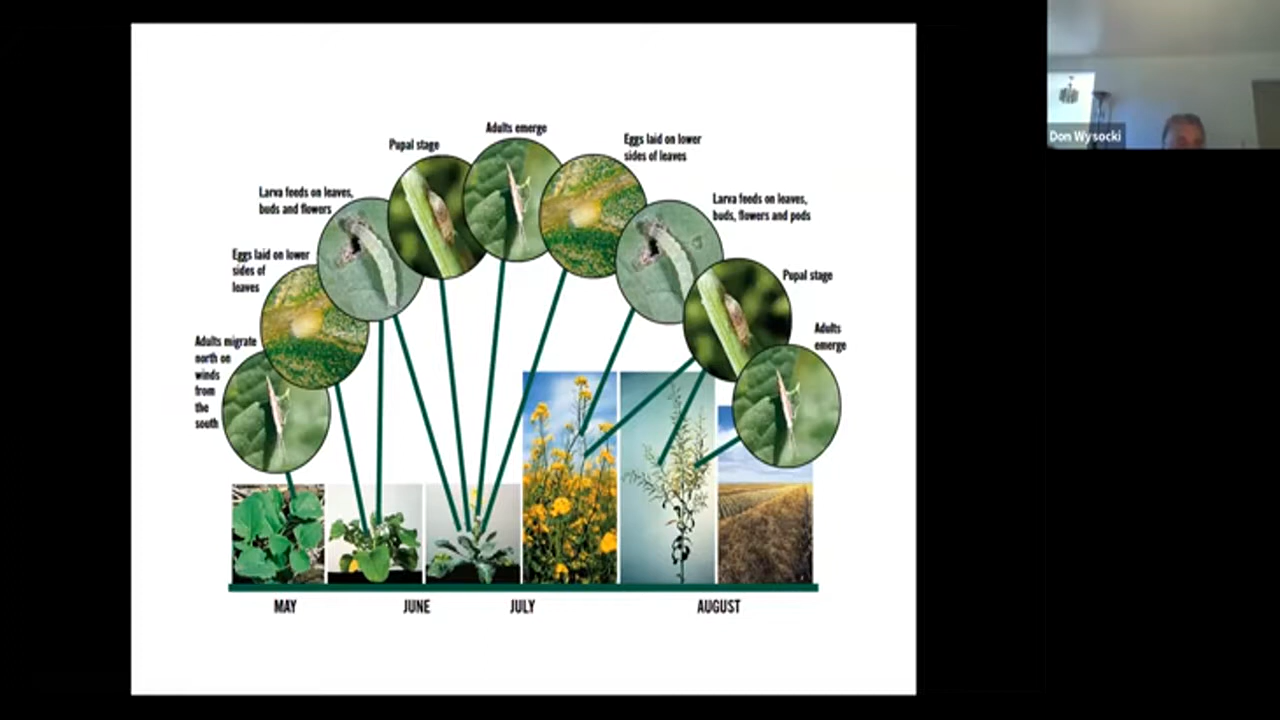 Adults emerge
Pupal stage
Eggs laid on lower
sides of leaves
Larva feeds on leaves,
buds and flowers
Larva feeds on leaves,
buds, flowers and pods
Eggs laid on lower
sides of
leaves
Pupal stage
Adults migrate
north on
winds
from
the
south
Adults
emerge
MAY
JUNE
JULY
AUGUST
Don Wysocki